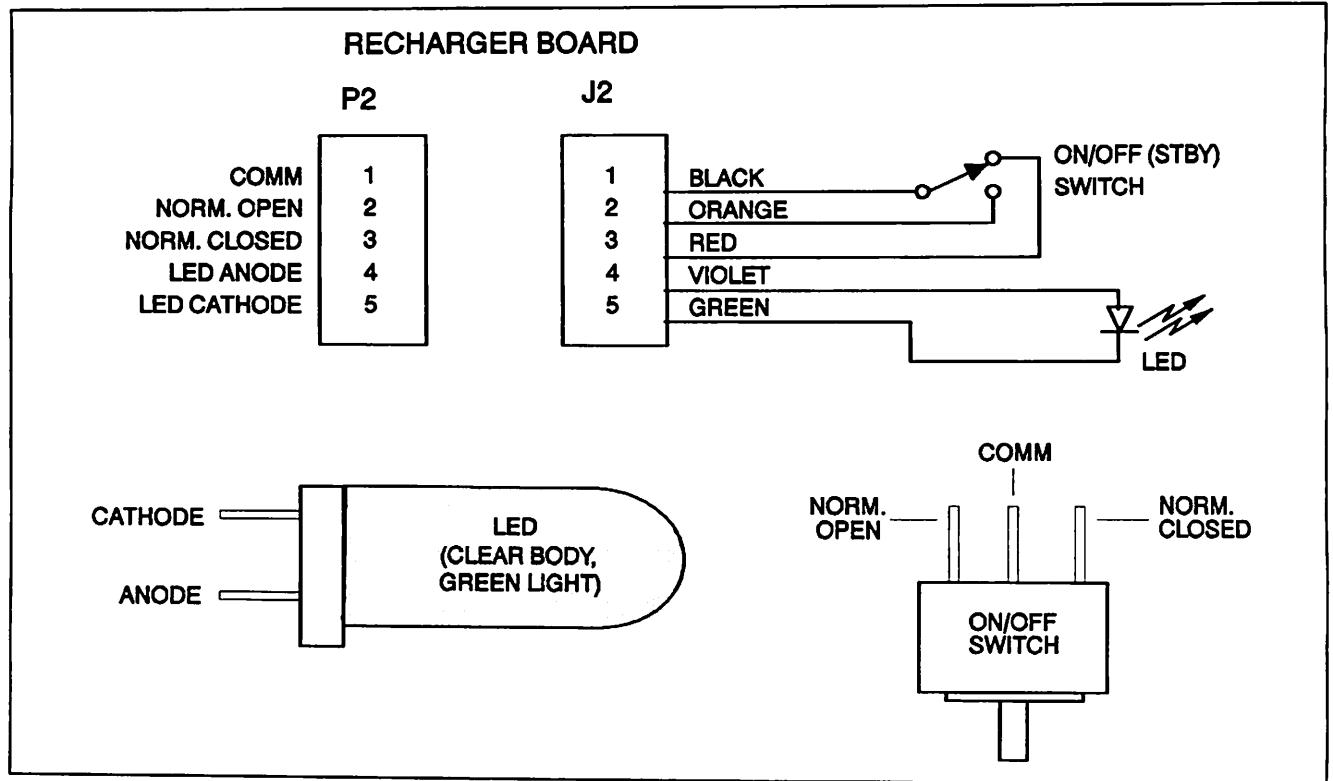 RECHARGER BOARD
P2
J2
COMM 1
NORM. OPEN 2
NORM. CLOSED 3
LED ANODE 4
LED CATHODE 5
1 BLACK
2 ORANGE
3 RED
4 VIOLET
5 GREEN
ON/OFF (STBY)
SWITCH
LED
CATHODE
ANODE
LED
(CLEAR BODY,
GREEN LIGHT)
COMM
NORM.
OPEN
NORM.
CLOSED
ON/OFF
SWITCH